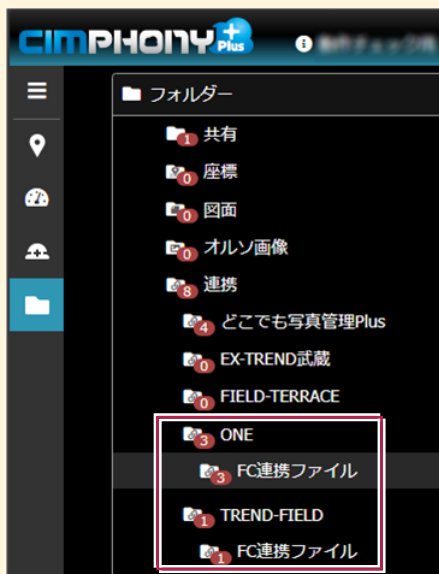 CIMPHONY Plus
フォルダー
1 共有
0 座標
0 図面
0 オルソ画像
8 連携
4 どこでも写真管理Plus
0 EX-TREND武蔵
0 FIELD-TERRACE
3 ONE
3 FC連携ファイル
1 TREND-FIELD
1 FC連携ファイル